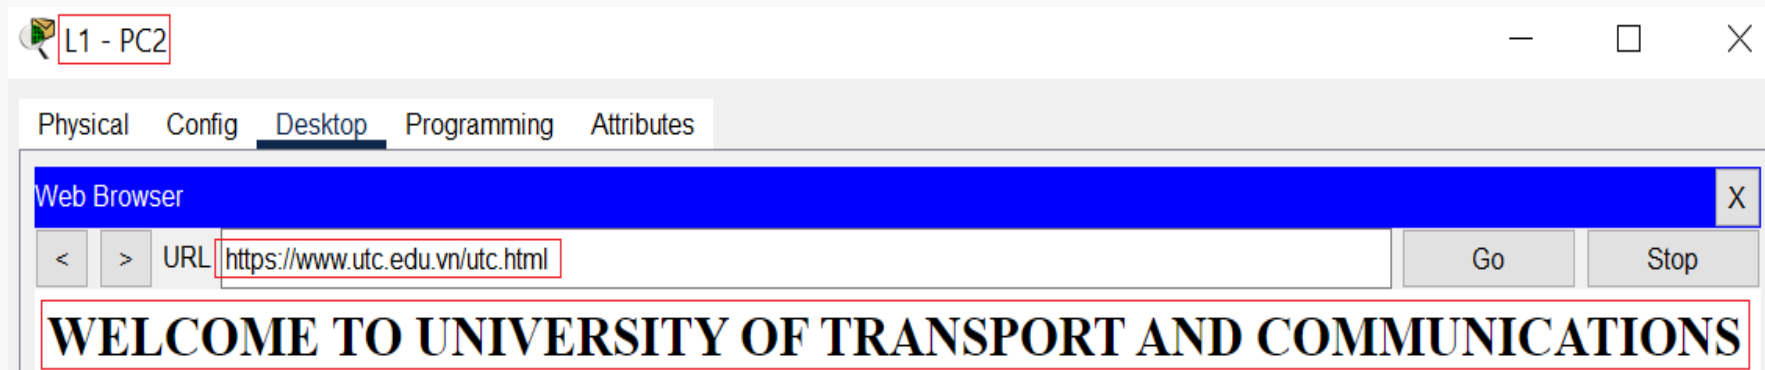 L1 - PC2
Physical Config Desktop Programming Attributes
Web Browser X
< > URL https://www.utc.edu.vn/utc.html Go Stop
WELCOME TO UNIVERSITY OF TRANSPORT AND COMMUNICATIONS